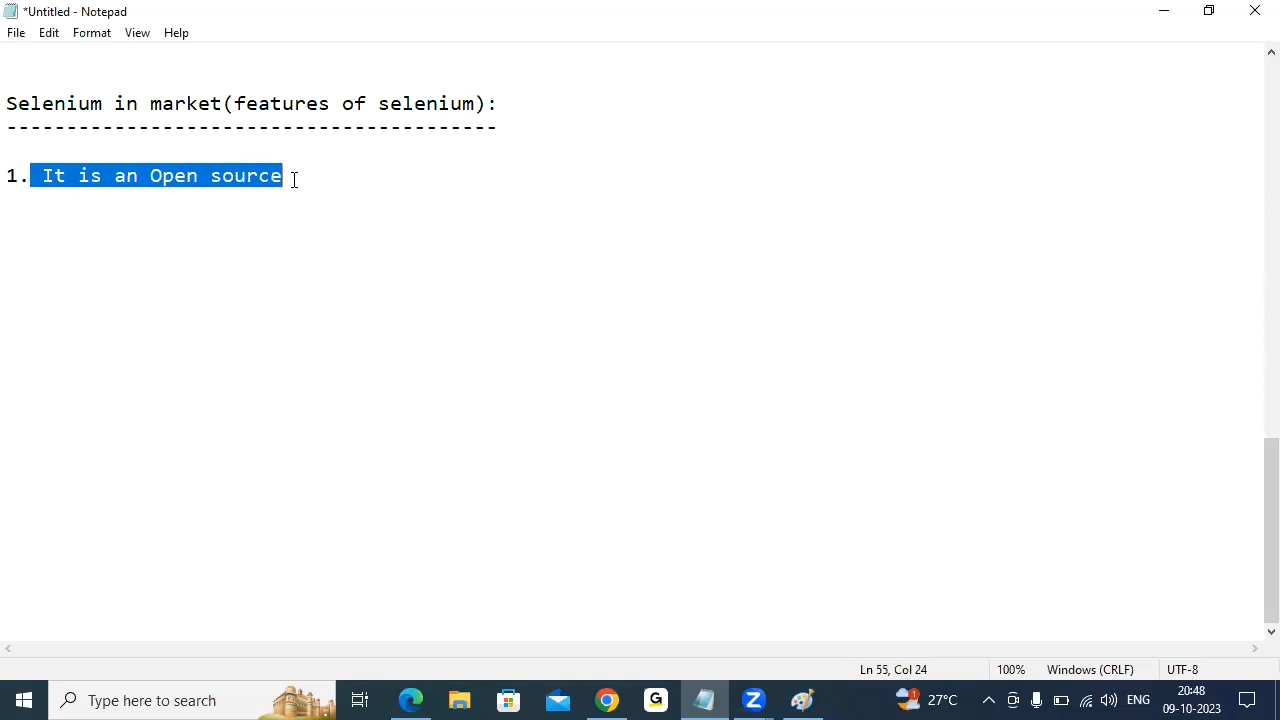 *Untitled - Notepad
File Edit Format View Help
Selenium in market(features of selenium):
-----------------------------------------
1. It is an Open source
Ln 55, Col 24
100%
Windows (CRLF)
UTF-8
Type here to search
G
Z
1
27°C
ENG
20:48
09-10-2023